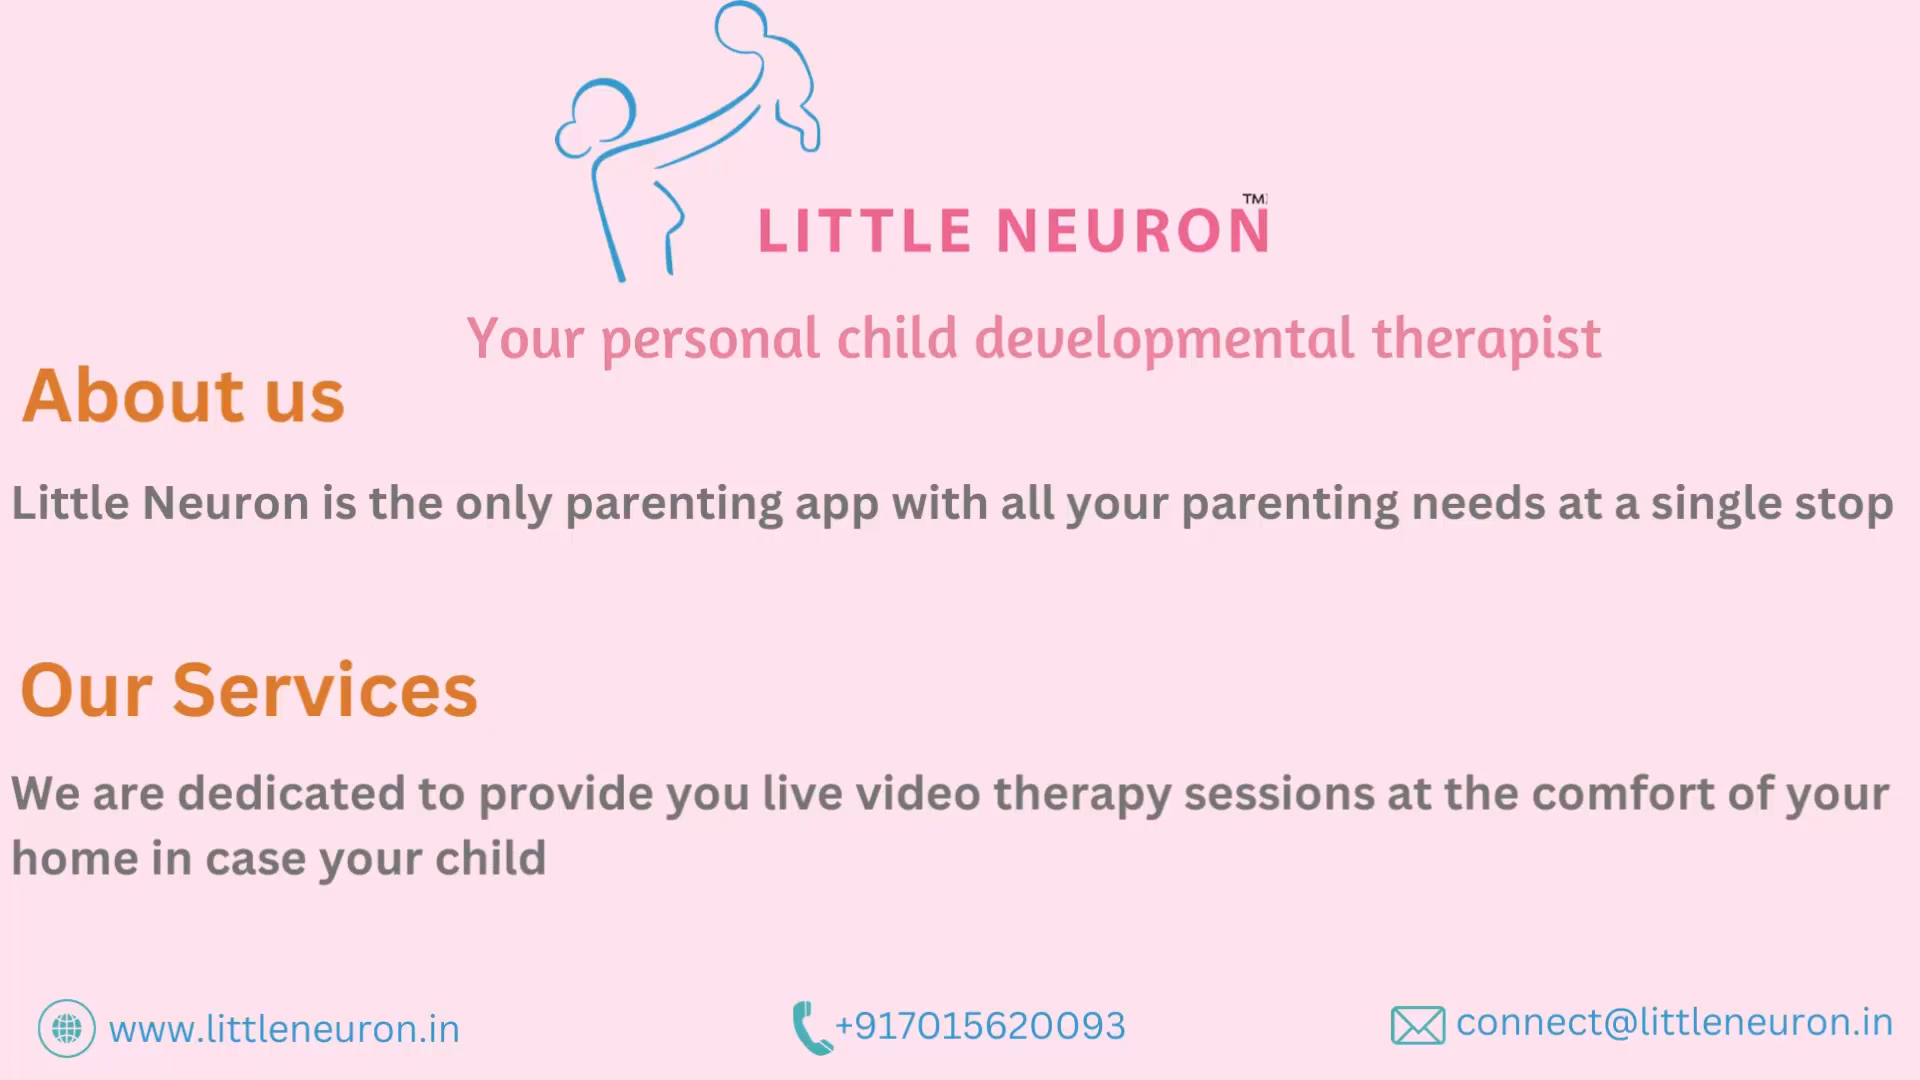 LITTLE NEURON™
Your personal child developmental therapist
About us
Little Neuron is the only parenting app with all your parenting needs at a single stop
Our Services
We are dedicated to provide you live video therapy sessions at the comfort of your
home in case your child
www.littleneuron.in
+917015620093
connect@littleneuron.in